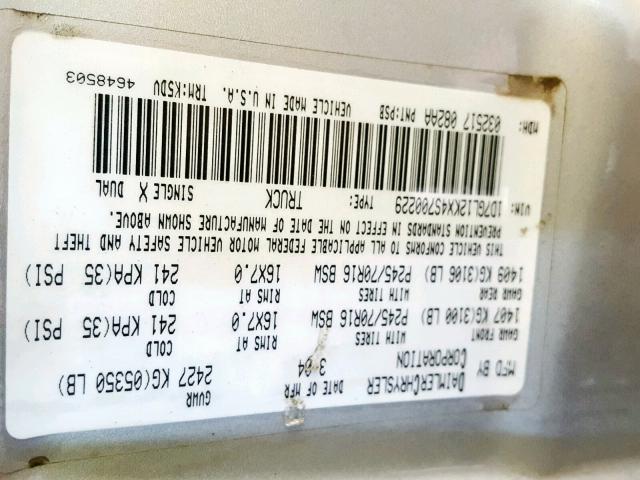 MFD BY DAIMLERCHRYSLER CORPORATION
DATE OF MFR 3-04
GVWR 2427 KG(05350 LB)
GAWR FRONT WITH TIRES RIMS AT COLD
1407 KG(3100 LB) P245/70R16 BSW 16X7.0 241 KPA(35 PSI)
GAWR REAR WITH TIRES RIMS AT COLD
1409 KG(3106 LB) P245/70R16 BSW 16X7.0 241 KPA(35 PSI)
THIS VEHICLE CONFORMS TO ALL APPLICABLE FEDERAL MOTOR VEHICLE SAFETY AND THEFT
PREVENTION STANDARDS IN EFFECT ON THE DATE OF MANUFACTURE SHOWN ABOVE.
VIN: 1D7GL12KX4S700229 TYPE: TRUCK SINGLE X DUAL
MDH: 032517 082AA PNT:PSB VEHICLE MADE IN U.S.A. TRM:K5DV 4648503